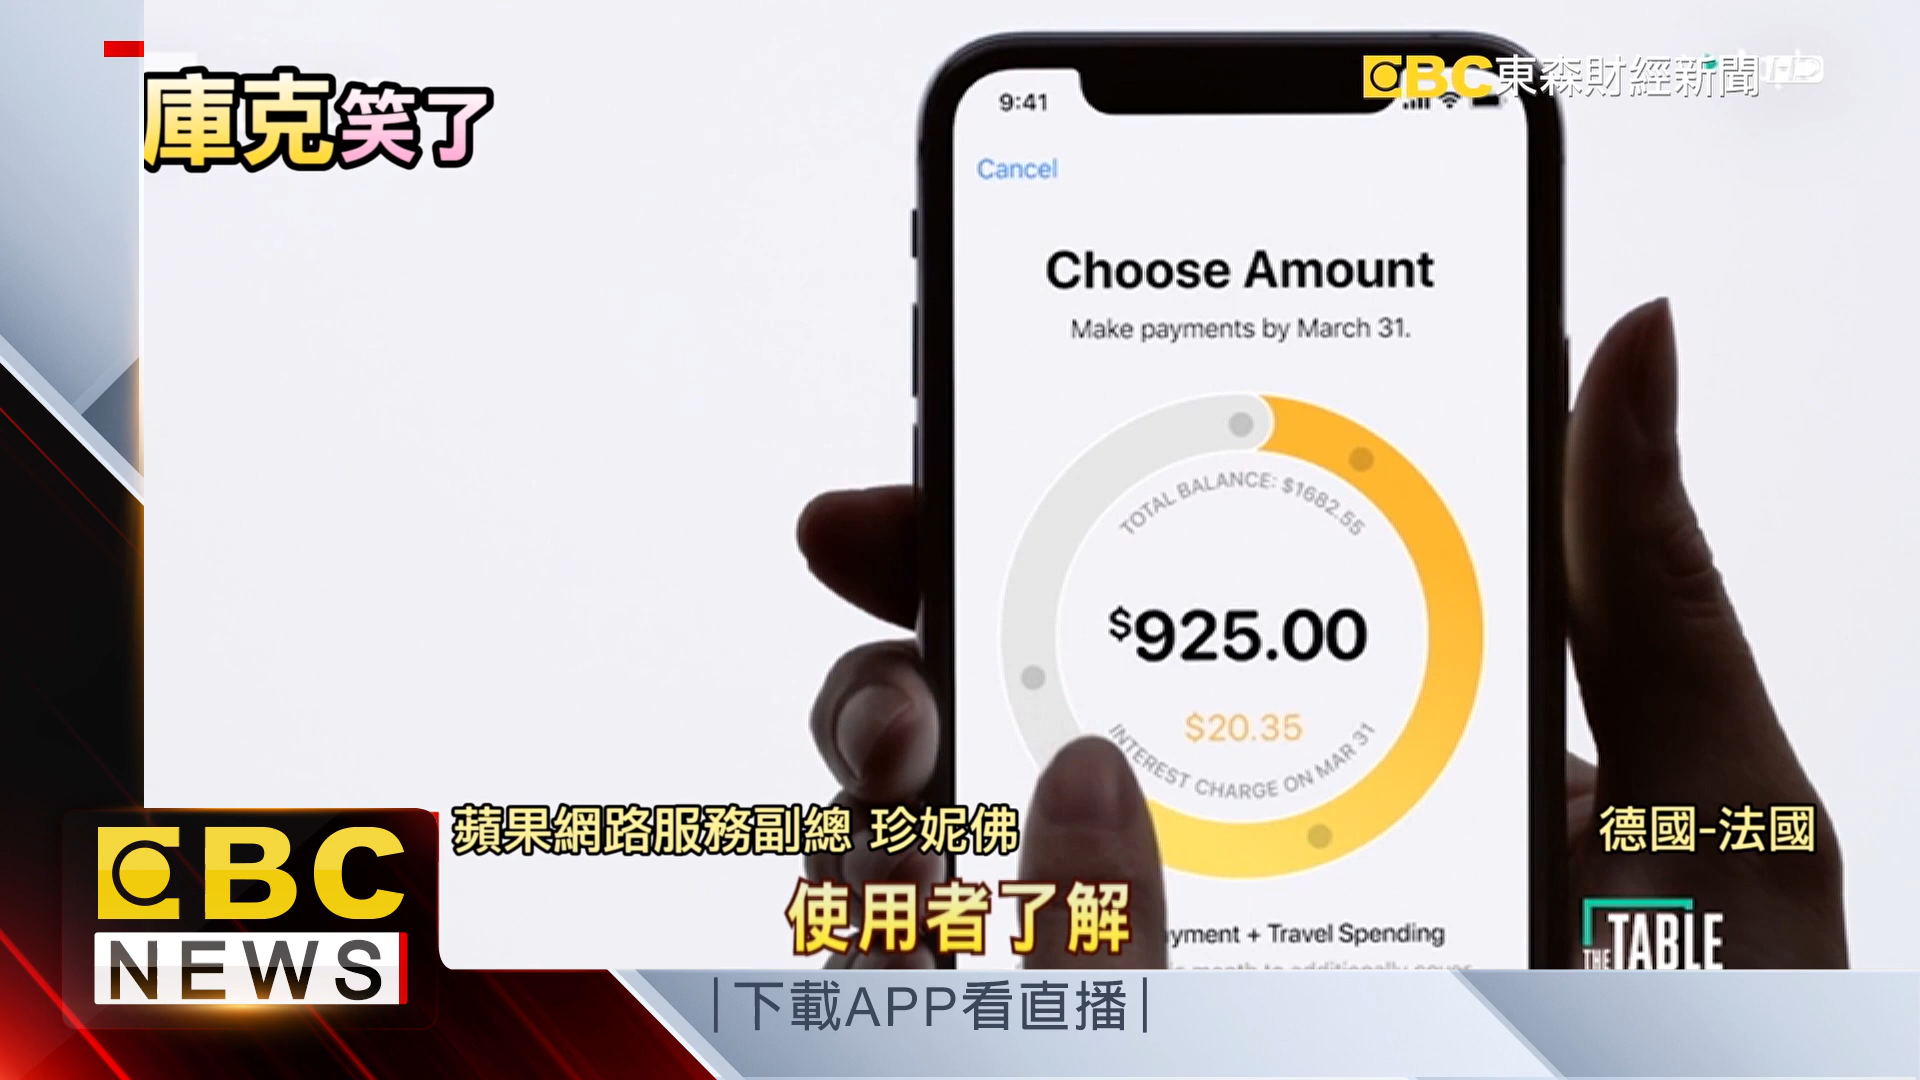 庫克笑了
EBC東森財經新聞
9:41
Cancel
Choose Amount
Make payments by March 31.
TOTAL BALANCE: $1682.55
$925.00
$20.35
INTEREST CHARGE ON MAR 31
蘋果網路服務副總 珍妮佛
德國-法國
使用者了解
yment + Travel Spending
THE TABLE
EBC
NEWS
|下載APP看直播|